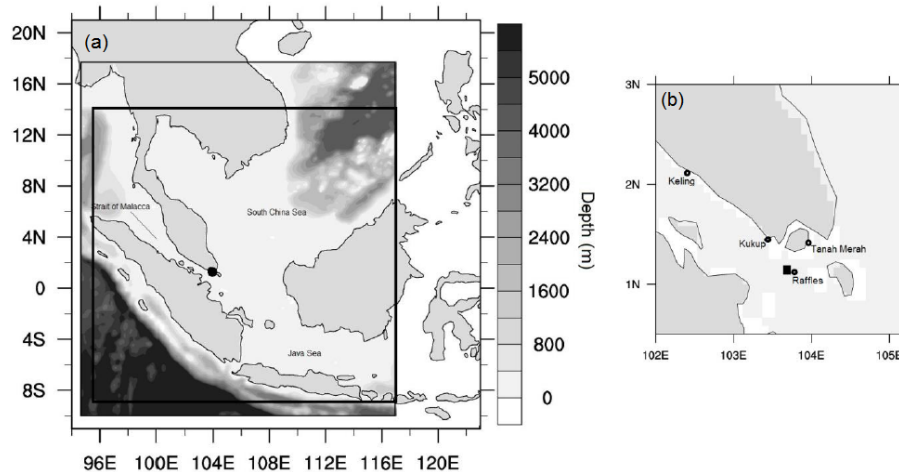 (a)
20N
16N
12N
8N
4N
0
4S
8S
96E 100E 104E 108E 112E 116E 120E
Strait of Malacca
South China Sea
Java Sea
5000
4000
3200
2400
1600
800
0
Depth (m)
(b)
3N
2N
1N
102E 103E 104E 105E
Keling
Kukup
Tanah Merah
Raffles